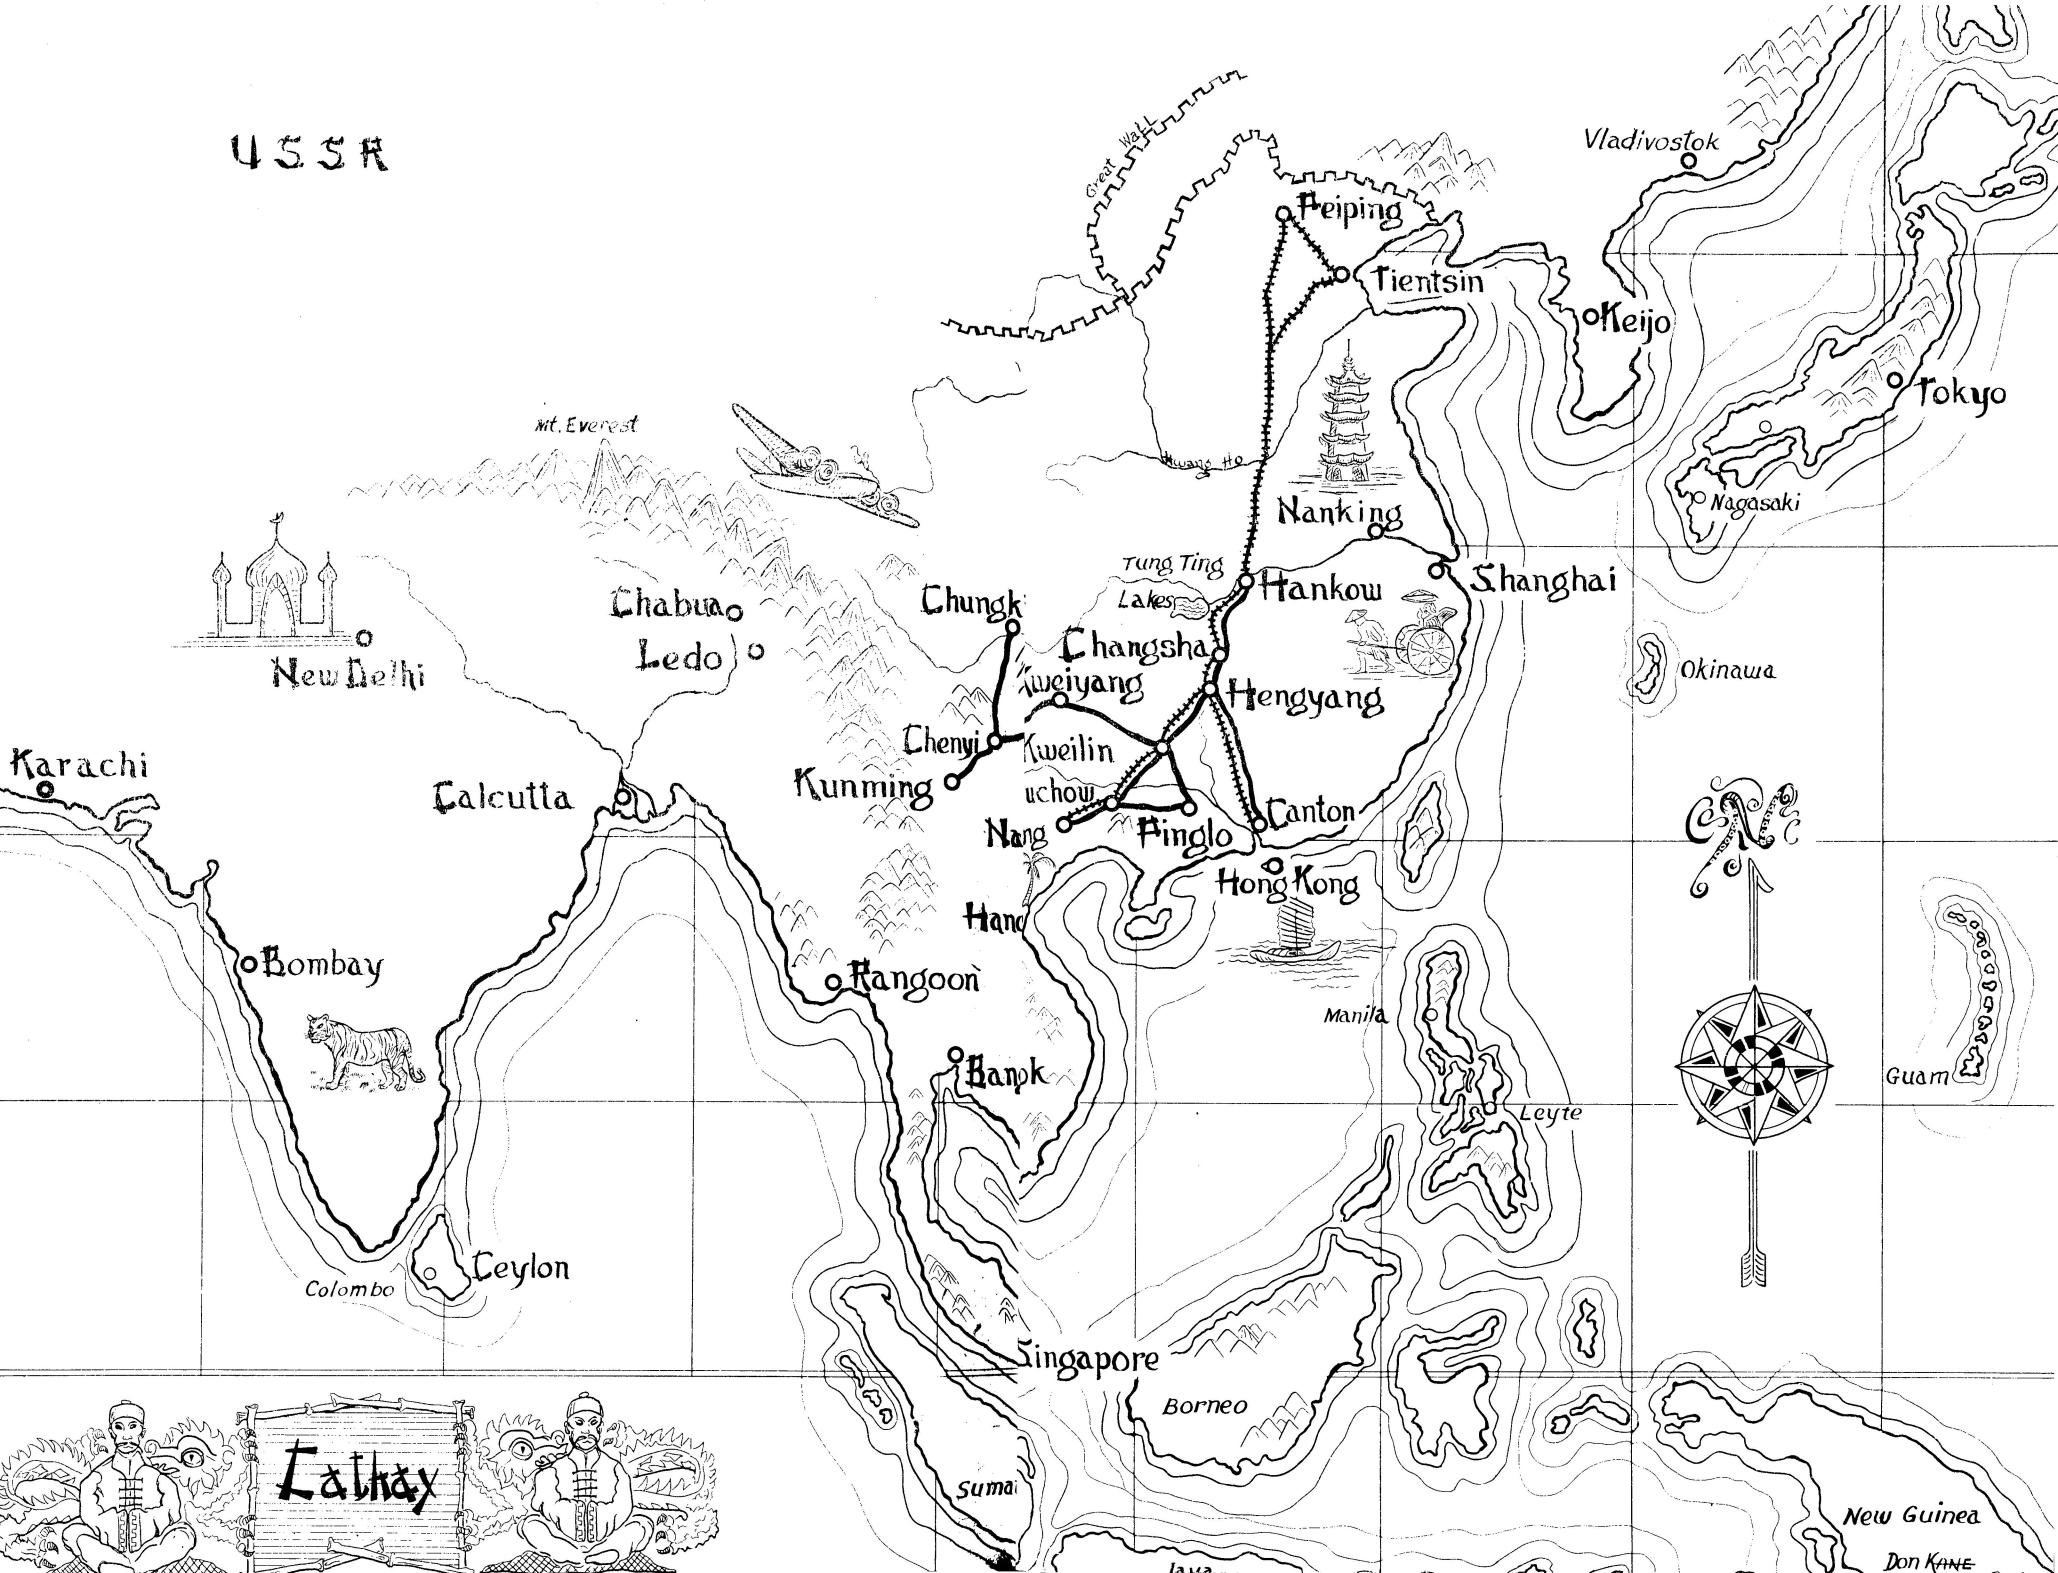 USSR
Great Wall
Vladivostok
Peiping
Tientsin
Keijo
Tokyo
Mt. Everest
Hwang Ho
Nagasaki
Nanking
Tung Ting
Lakes
Hankow
Shanghai
Chabua
Chungk
Ledo
Changsha
New Delhi
Kweiyang
Hengyang
Okinawa
Chenyi
Kweilin
Karachi
Kunming
Calcutta
uchow
Canton
Nang
Pinglo
Hong Kong
Hano
Bombay
Rangoon
Manila
Bangk
Guam
Leyte
Ceylon
Colombo
Singapore
Borneo
Cathay
Suma
New Guinea
Don KANE
Java